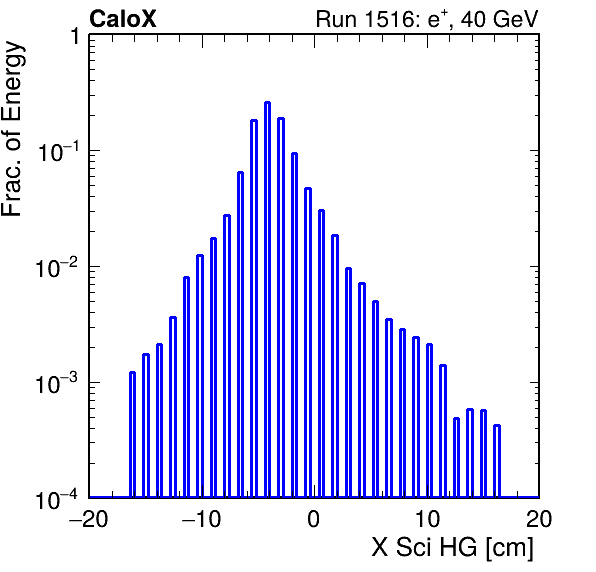 CaloX Run 1516: e⁺, 40 GeV
Frac. of Energy
1
10⁻¹
10⁻²
10⁻³
10⁻⁴
−20 −10 0 10 20
X Sci HG [cm]